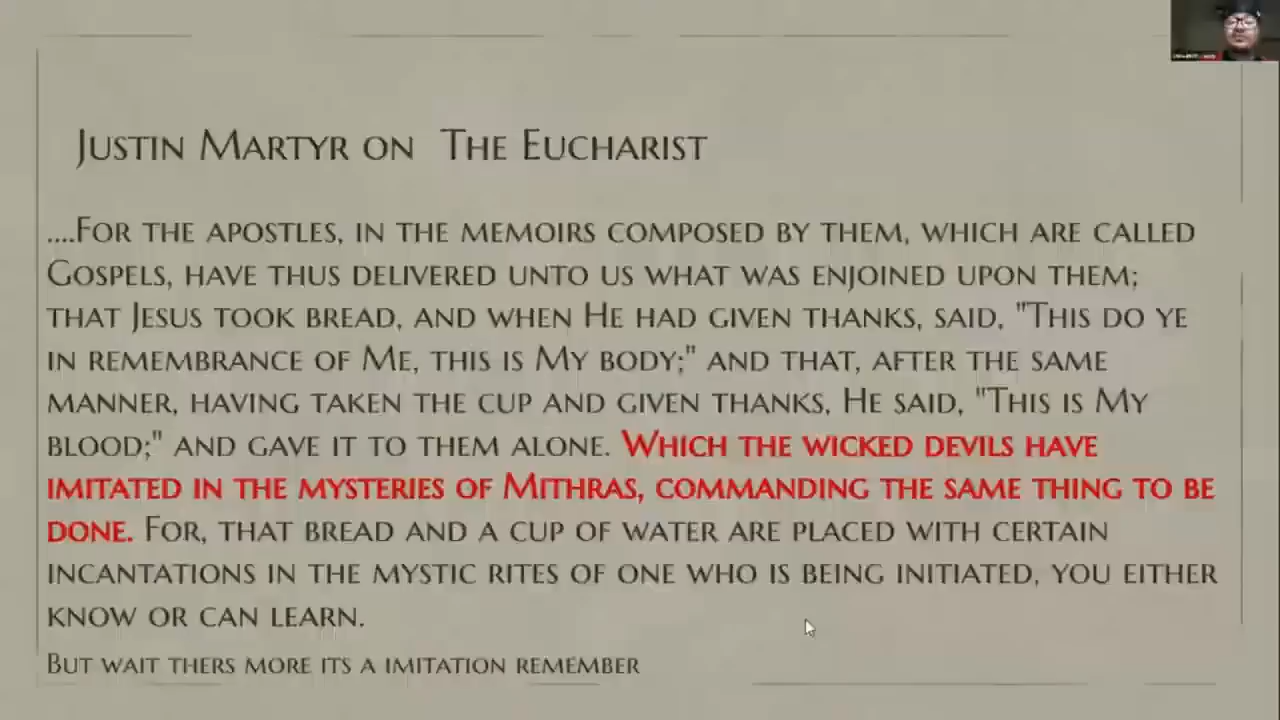 Justin Martyr on The Eucharist
....For the apostles, in the memoirs composed by them, which are called
Gospels, have thus delivered unto us what was enjoined upon them;
that Jesus took bread, and when He had given thanks, said, "This do ye
in remembrance of Me, this is My body;" and that, after the same
manner, having taken the cup and given thanks, He said, "This is My
blood;" and gave it to them alone. Which the wicked devils have
imitated in the mysteries of Mithras, commanding the same thing to be
done. For, that bread and a cup of water are placed with certain
incantations in the mystic rites of one who is being initiated, you either
know or can learn.
But wait thers more its a imitation remember